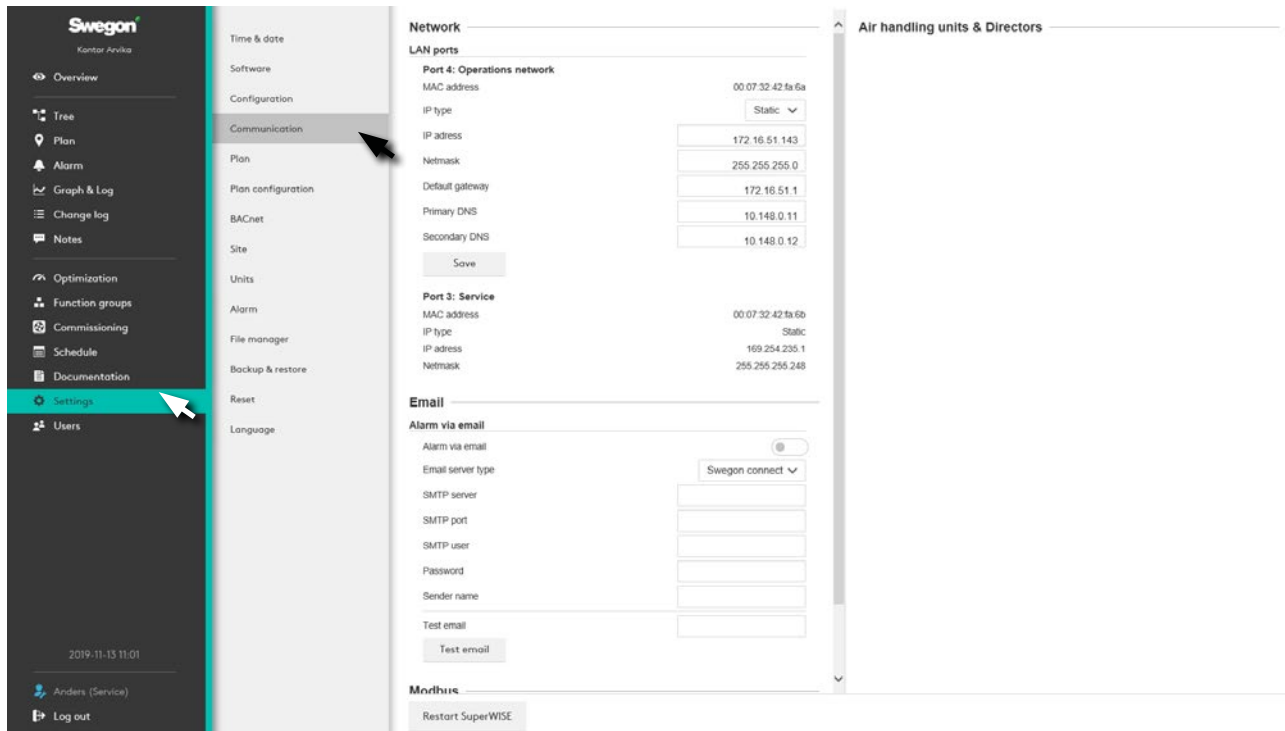 Swegon
Kontor Arvika
Overview
Tree
Plan
Alarm
Graph & Log
Change log
Notes
Optimization
Function groups
Commissioning
Schedule
Documentation
Settings
Users
2019-11-13 11:01
Anders (Service)
Log out
Time & date
Software
Configuration
Communication
Plan
Plan configuration
BACnet
Site
Units
Alarm
File manager
Backup & restore
Reset
Language
Network
LAN ports
Port 4: Operations network
MAC address 00:07:32:42:fa:6a
IP type Static
IP adress 172.16.51.143
Netmask 255.255.255.0
Default gateway 172.16.51.1
Primary DNS 10.148.0.11
Secondary DNS 10.148.0.12
Save
Port 3: Service
MAC address 00:07:32:42:fa:6b
IP type Static
IP adress 169.254.235.1
Netmask 255.255.255.248
Email
Alarm via email
Alarm via email
Email server type Swegon connect
SMTP server
SMTP port
SMTP user
Password
Sender name
Test email
Test email
Modbus
Restart SuperWISE
Air handling units & Directors